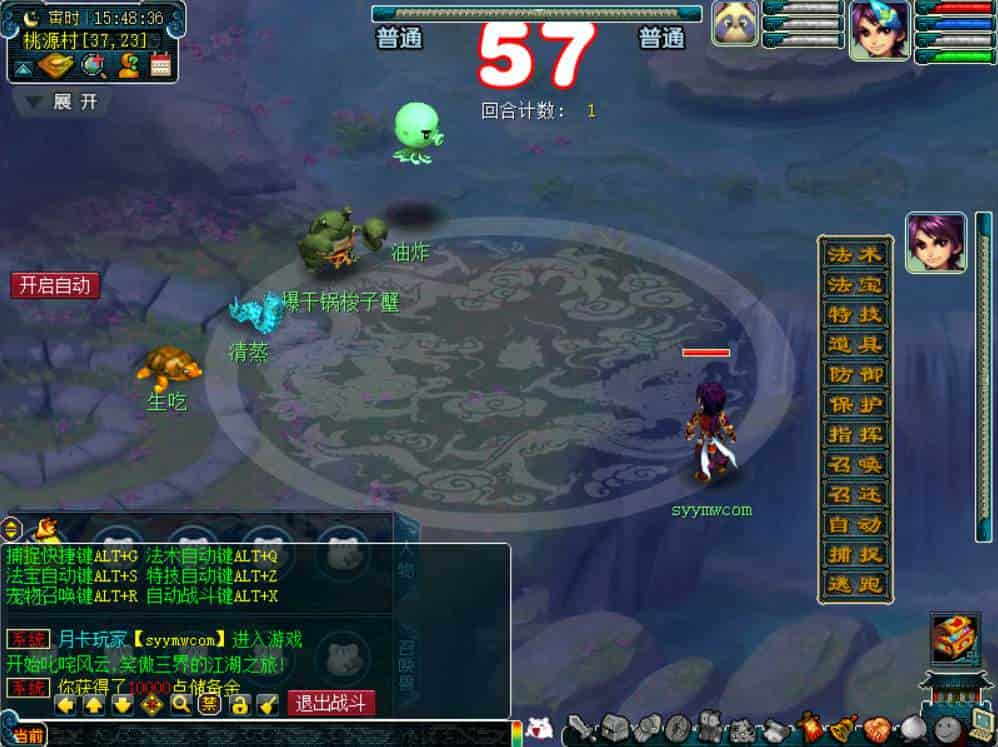 寅时 15:48:36
桃源村[37,23]
展开
普通
57
普通
回合计数: 1
油炸
爆干锅梭子蟹
清蒸
生吃
开启自动
syymwcom
法术
法宝
特技
道具
防御
保护
指挥
召唤
召还
自动
捕捉
逃跑
人物
召唤兽
捕捉快捷键ALT+G 法术自动键ALT+Q
法宝自动键ALT+S 特技自动键ALT+Z
宠物召唤键ALT+R 自动战斗键ALT+X
系统 月卡玩家【syymwcom】进入游戏
开始叱咤风云,笑傲三界的江湖之旅!
系统 你获得了10000点储备金
禁
退出战斗
当前